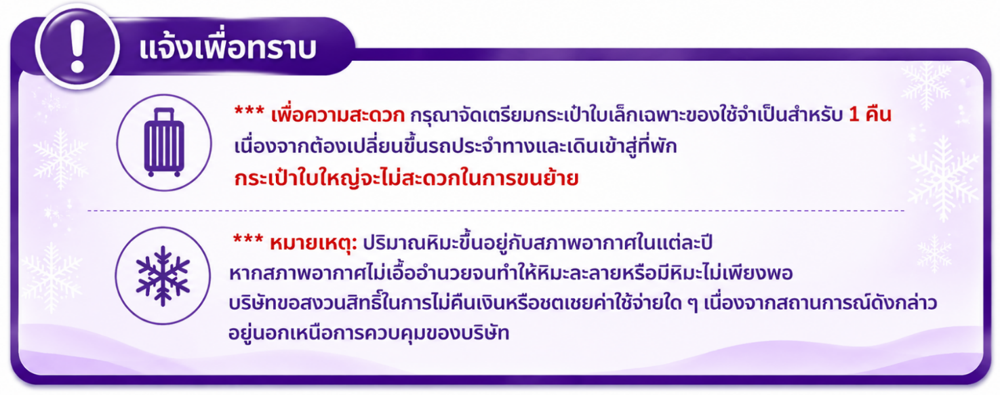 แจ้งเพื่อทราบ
*** เพื่อความสะดวก กรุณาจัดเตรียมกระเป๋าใบเล็กเฉพาะของใช้จำเป็นสำหรับ 1 คืน
เนื่องจากต้องเปลี่ยนขึ้นรถประจำทางและเดินเข้าสู่ที่พัก
กระเป๋าใบใหญ่จะไม่สะดวกในการขนย้าย
*** หมายเหตุ: ปริมาณหิมะขึ้นอยู่กับสภาพอากาศในแต่ละปี
หากสภาพอากาศไม่เอื้ออำนวยจนทำให้หิมะละลายหรือมีหิมะไม่เพียงพอ
บริษัทขอสงวนสิทธิ์ในการไม่คืนเงินหรือชดเชยค่าใช้จ่ายใด ๆ เนื่องจากสถานการณ์ดังกล่าว
อยู่นอกเหนือการควบคุมของบริษัท